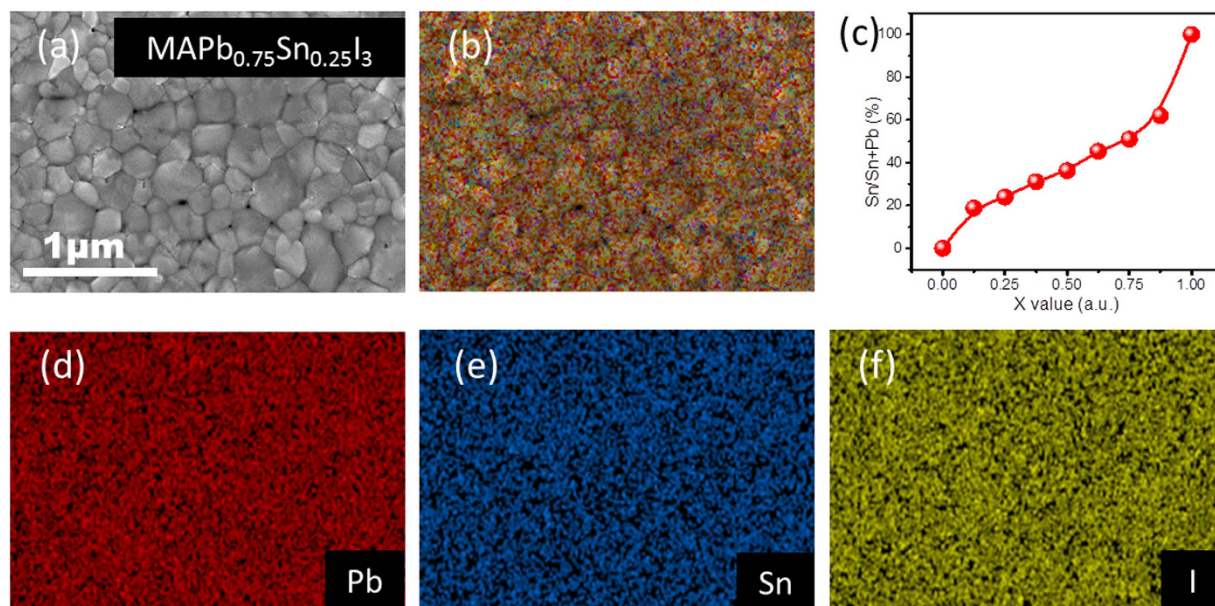 (a)
MAPb₀.₇₅Sn₀.₂₅I₃
1µm
(b)
(c)
Sn/Sn+Pb (%)
100
80
60
40
20
0
0.00 0.25 0.50 0.75 1.00
X value (a.u.)
(d)
Pb
(e)
Sn
(f)
I